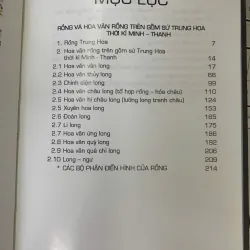 MỤC LỤC
RỒNG VÀ HOA VĂN RỒNG TRÊN GỐM SỨ TRUNG HOA
THỜI KÌ MINH - THANH
1. Rồng Trung Hoa 7
2. Hoa văn rồng trên gốm sứ Trung Hoa
thời kì Minh - Thanh 14
2.1 Hoa văn vân long 17
2.2 Hoa văn thủy long 66
2.3 Chính diện long 99
2.4 Hoa văn châu long (tổ hợp rồng - hỏa châu) 110
2.4 Hoa văn hí châu long (lưỡng long tranh châu) 124
2.5 Xuyên hoa long 153
2.6 Đoàn long 175
2.7 Li long 181
2.7 Hoa văn ứng long 186
2.8 Hoa văn quỳ long 192
2.9 Hoa văn quải chỉ long 206
2.10 Long - ngư 209
* CÁC BỘ PHẬN ĐIỂN HÌNH CỦA RỒNG 214